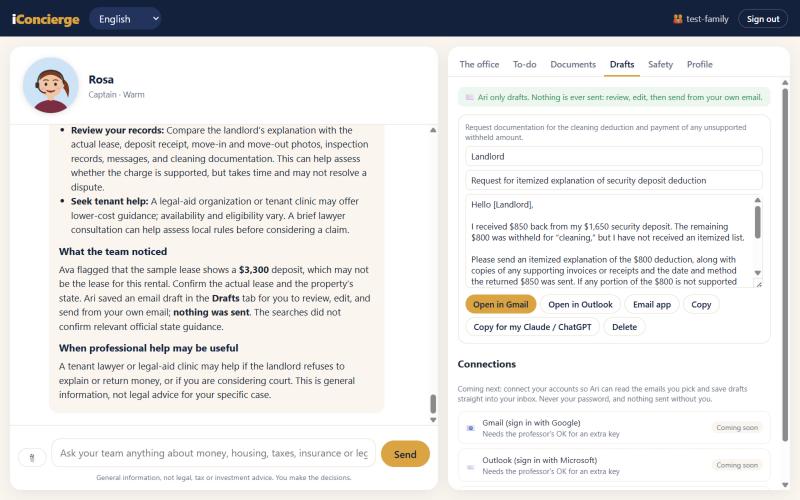 iConcierge
English
test-family
Sign out
Rosa
Captain · Warm
• Review your records: Compare the landlord's explanation with the
actual lease, deposit receipt, move-in and move-out photos, inspection
records, messages, and cleaning documentation. This can help assess
whether the charge is supported, but takes time and may not resolve a
dispute.
• Seek tenant help: A legal-aid organization or tenant clinic may offer
lower-cost guidance; availability and eligibility vary. A brief lawyer
consultation can help assess local rules before considering a claim.
What the team noticed
Ava flagged that the sample lease shows a $3,300 deposit, which may not
be the lease for this rental. Confirm the actual lease and the property's
state. Ari saved an email draft in the Drafts tab for you to review, edit, and
send from your own email; nothing was sent. The searches did not
confirm relevant official state guidance.
When professional help may be useful
A tenant lawyer or legal-aid clinic may help if the landlord refuses to
explain or return money, or if you are considering court. This is general
information, not legal advice for your specific case.
Ask your team anything about money, housing, taxes, insurance or leg
Send
General information, not legal, tax or investment advice. You make the decisions.
The office
To-do
Documents
Drafts
Safety
Profile
Ari only drafts. Nothing is ever sent: review, edit, then send from your own email.
Request documentation for the cleaning deduction and payment of any unsupported
withheld amount.
Landlord
Request for itemized explanation of security deposit deduction
Hello [Landlord],
I received $850 back from my $1,650 security deposit. The remaining
$800 was withheld for "cleaning," but I have not received an itemized list.
Please send an itemized explanation of the $800 deduction, along with
copies of any supporting invoices or receipts and the date and method
the returned $850 was sent. If any portion of the $800 is not supported
Open in Gmail
Open in Outlook
Email app
Copy
Copy for my Claude / ChatGPT
Delete
Connections
Coming next: connect your accounts so Ari can read the emails you pick and save drafts
straight into your inbox. Never your password, and nothing sent without you.
Gmail (sign in with Google)
Needs the professor's OK for an extra key
Coming soon
Outlook (sign in with Microsoft)
Needs the professor's OK for an extra key
Coming soon